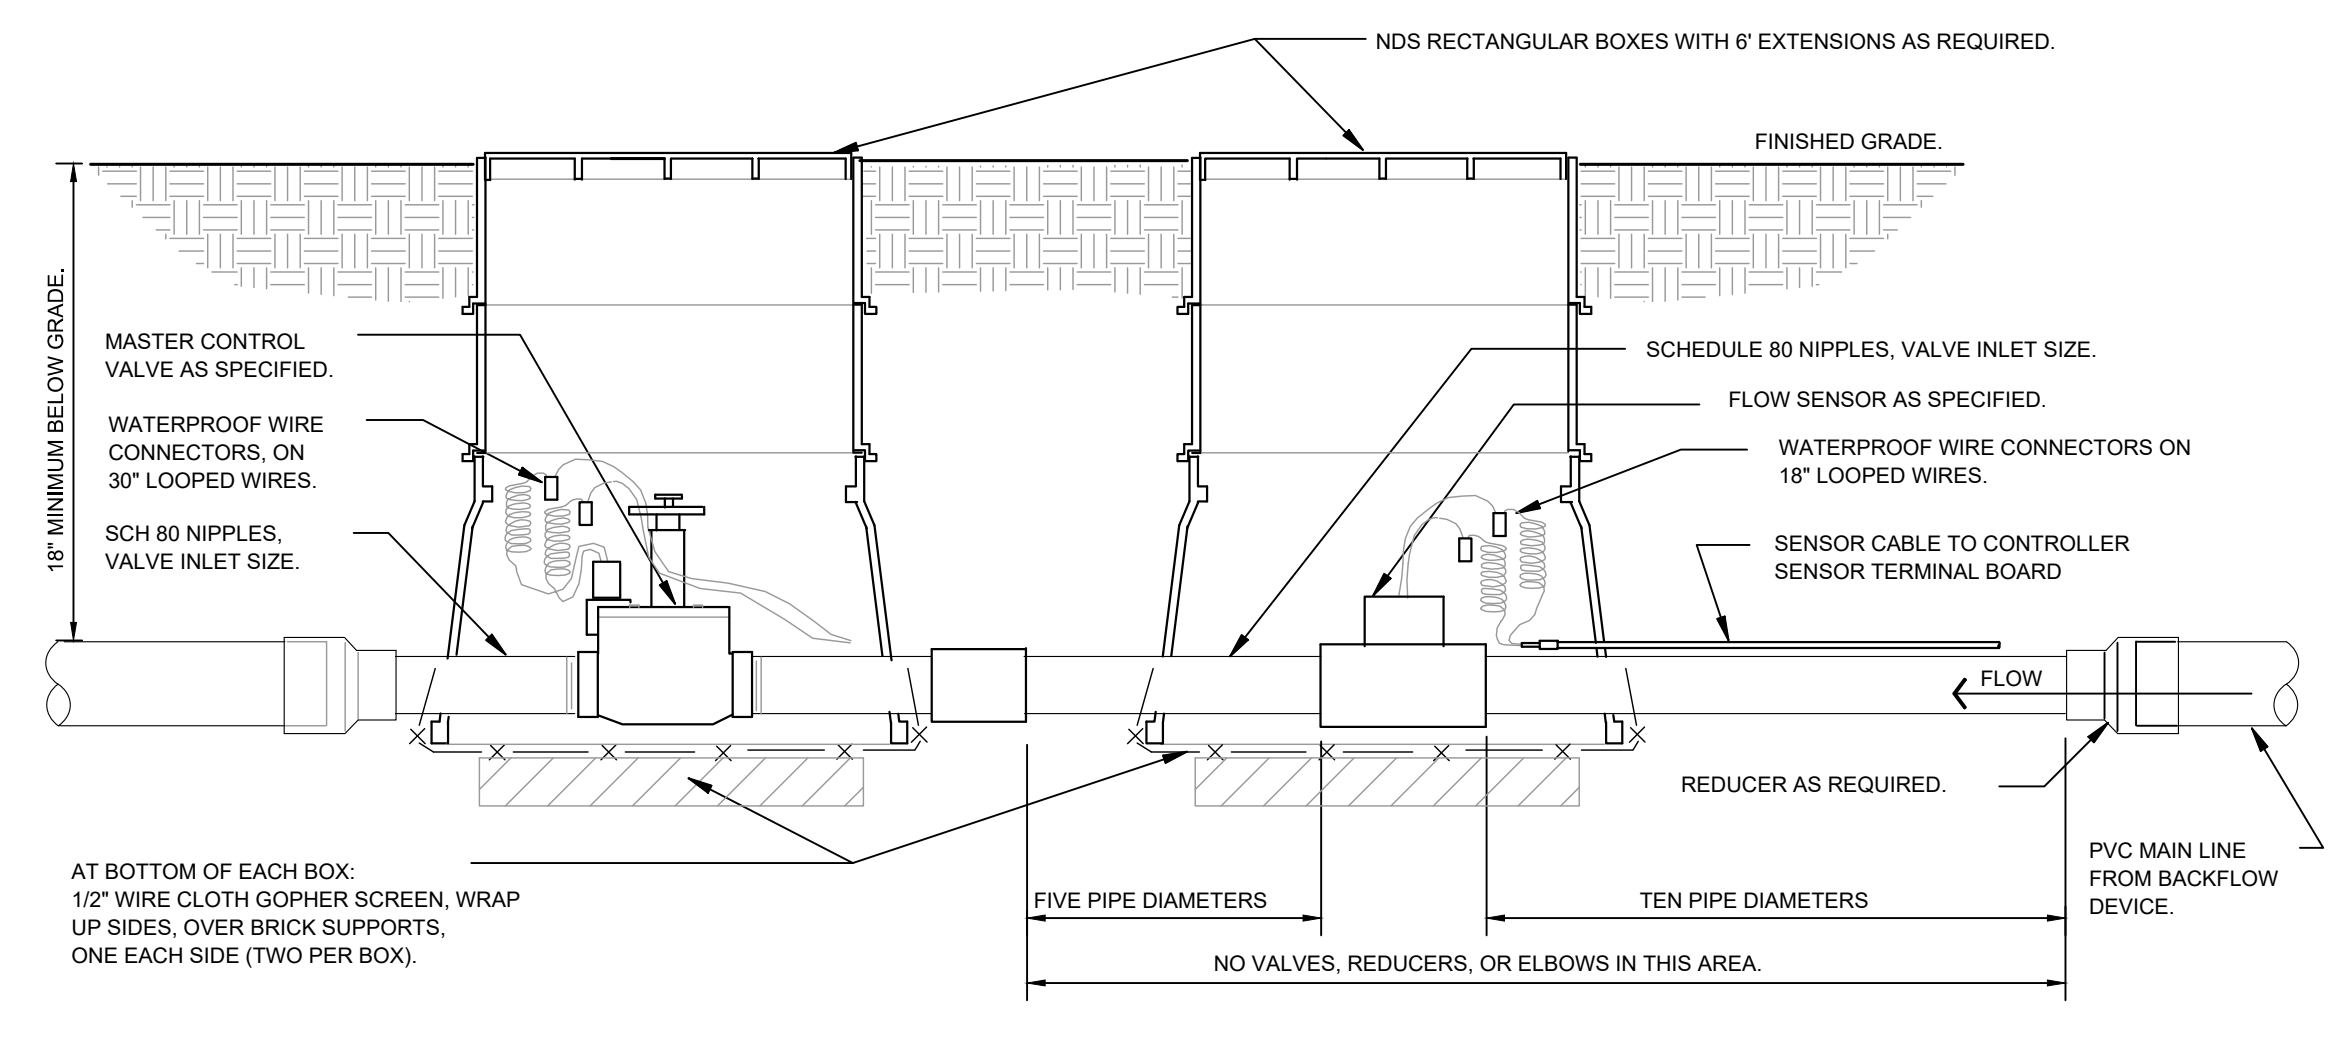 NDS RECTANGULAR BOXES WITH 6' EXTENSIONS AS REQUIRED.
FINISHED GRADE.
18" MINIMUM BELOW GRADE.
MASTER CONTROL
VALVE AS SPECIFIED.
WATERPROOF WIRE
CONNECTORS, ON
30" LOOPED WIRES.
SCH 80 NIPPLES,
VALVE INLET SIZE.
SCHEDULE 80 NIPPLES, VALVE INLET SIZE.
FLOW SENSOR AS SPECIFIED.
WATERPROOF WIRE CONNECTORS ON
18" LOOPED WIRES.
SENSOR CABLE TO CONTROLLER
SENSOR TERMINAL BOARD
FLOW
REDUCER AS REQUIRED.
PVC MAIN LINE
FROM BACKFLOW
DEVICE.
AT BOTTOM OF EACH BOX:
1/2" WIRE CLOTH GOPHER SCREEN, WRAP
UP SIDES, OVER BRICK SUPPORTS,
ONE EACH SIDE (TWO PER BOX).
FIVE PIPE DIAMETERS
TEN PIPE DIAMETERS
NO VALVES, REDUCERS, OR ELBOWS IN THIS AREA.